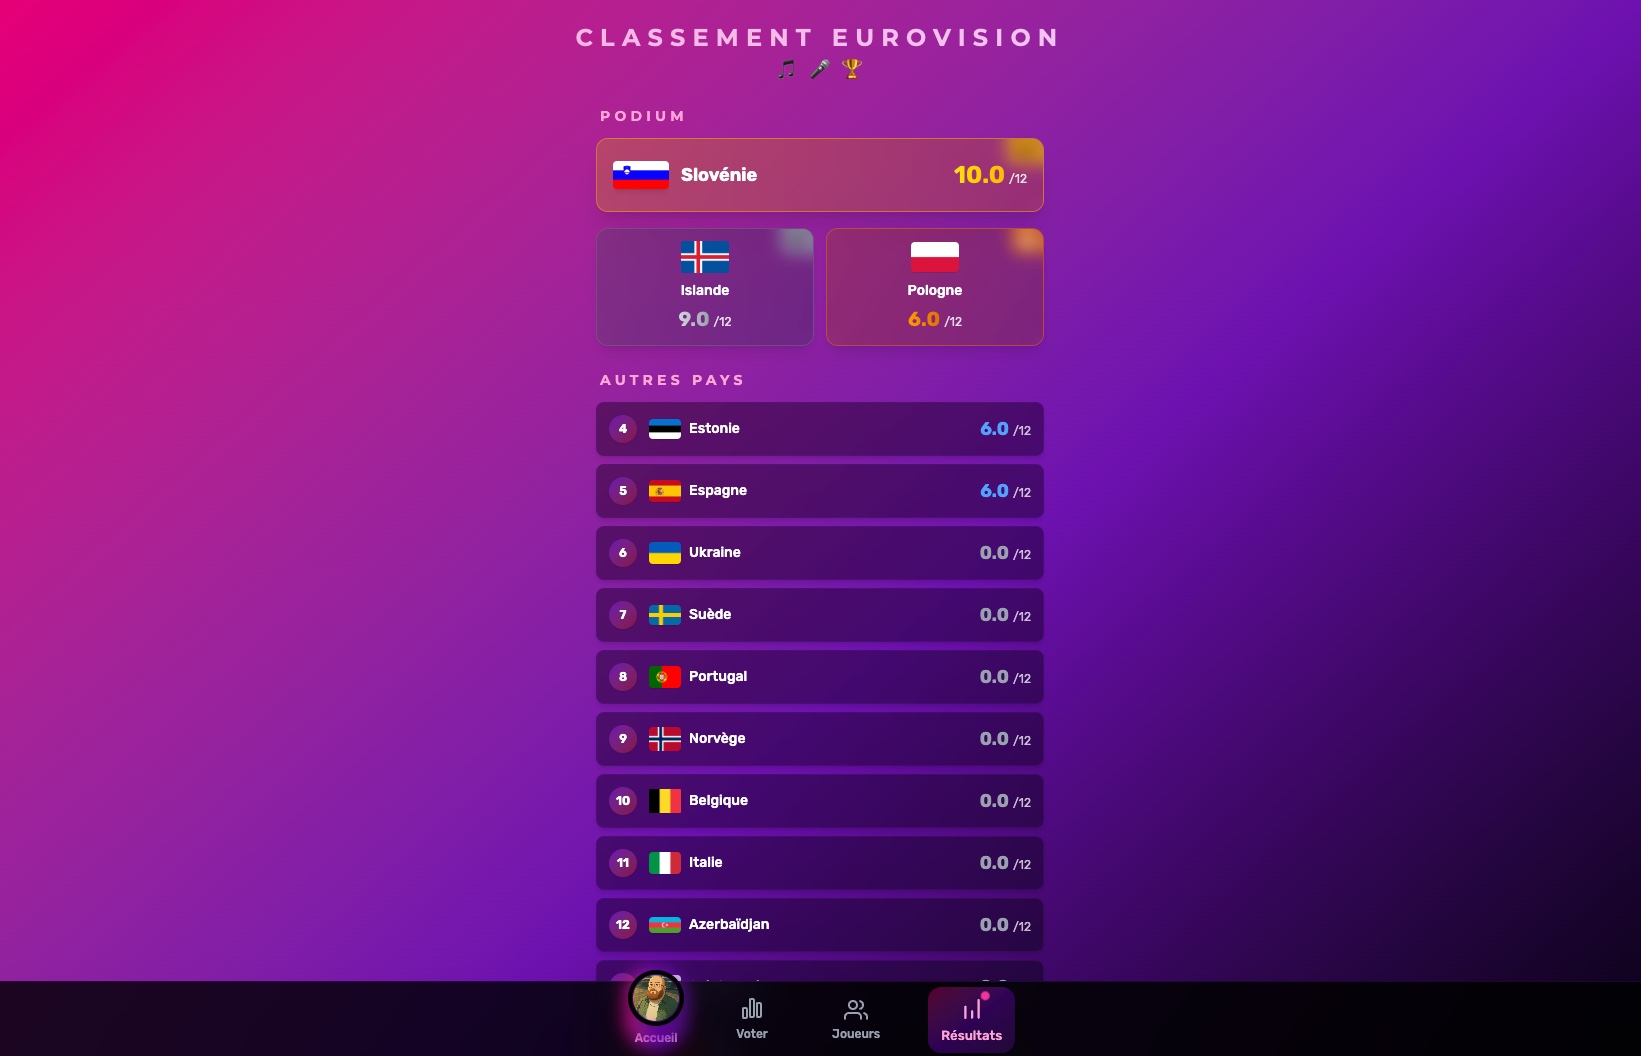 CLASSEMENT EUROVISION
PODIUM
Slovénie 10.0 /12
Islande
9.0 /12
Pologne
6.0 /12
AUTRES PAYS
4 Estonie 6.0 /12
5 Espagne 6.0 /12
6 Ukraine 0.0 /12
7 Suède 0.0 /12
8 Portugal 0.0 /12
9 Norvège 0.0 /12
10 Belgique 0.0 /12
11 Italie 0.0 /12
12 Azerbaïdjan 0.0 /12
Accueil
Voter
Joueurs
Résultats